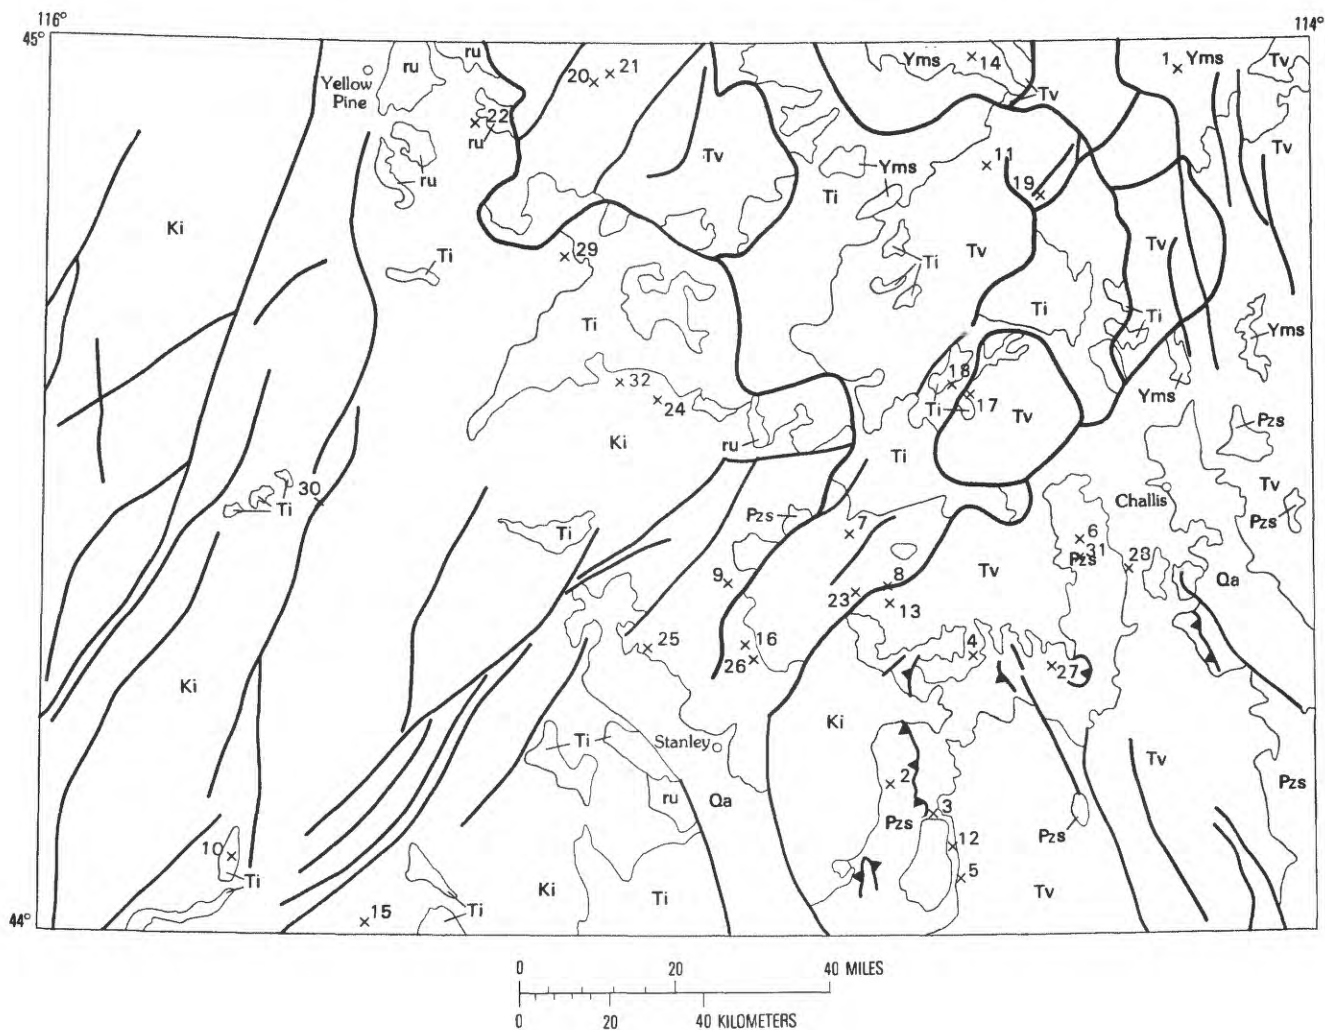 116°
114°
45°
Yellow
Pine
ru
ru
20
21
Yms
14
1
Yms
Tv
Tv
22
ru
Tv
Yms
11
Tv
ru
Ti
19
Ki
Tv
Tv
29
Ti
Ti
Ti
Ti
Ti
Yms
32
18
24
17
Tv
Yms
Ti
Pzs
Ki
ru
Ti
Tv
Challis
30
Ti
Pzs
Pzs
Ti
7
6
31
Pzs
28
9
8
Tv
Qa
23
13
25
16
4
26
27
Ki
Ki
Ti
Stanley
Tv
2
Pzs
ru
Qa
3
Pzs
Pzs
12
10
Ti
5
Ki
Ti
Tv
15
Ti
44°
0 20 40 MILES
0 20 40 KILOMETERS